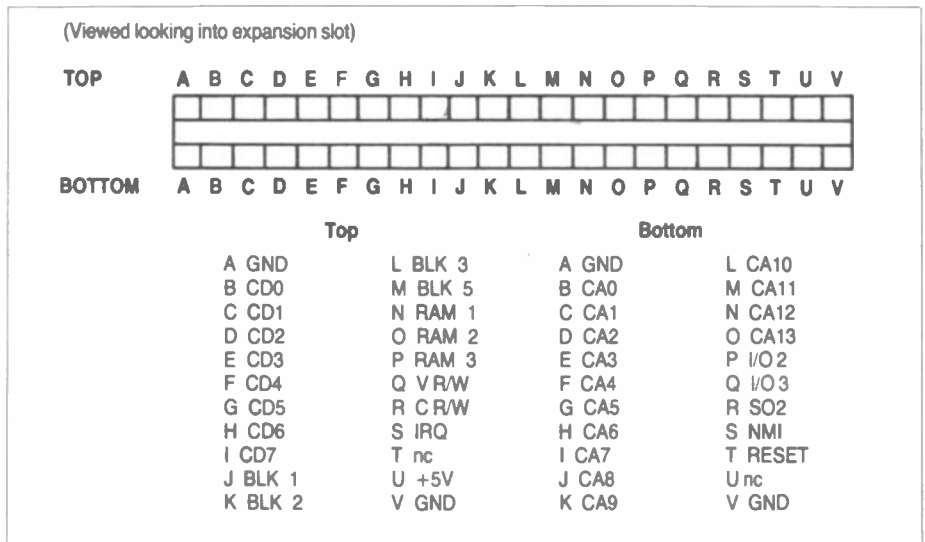 (Viewed looking into expansion slot)
TOP A B C D E F G H I J K L M N O P Q R S T U V
BOTTOM A B C D E F G H I J K L M N O P Q R S T U V
Top Bottom
A GND L BLK 3 A GND L CA10
B CD0 M BLK 5 B CA0 M CA11
C CD1 N RAM 1 C CA1 N CA12
D CD2 O RAM 2 D CA2 O CA13
E CD3 P RAM 3 E CA3 P I/O 2
F CD4 Q V R/W F CA4 Q I/O 3
G CD5 R C R/W G CA5 R SO2
H CD6 S IRQ H CA6 S NMI
I CD7 T nc I CA7 T RESET
J BLK 1 U +5V J CA8 U nc
K BLK 2 V GND K CA9 V GND